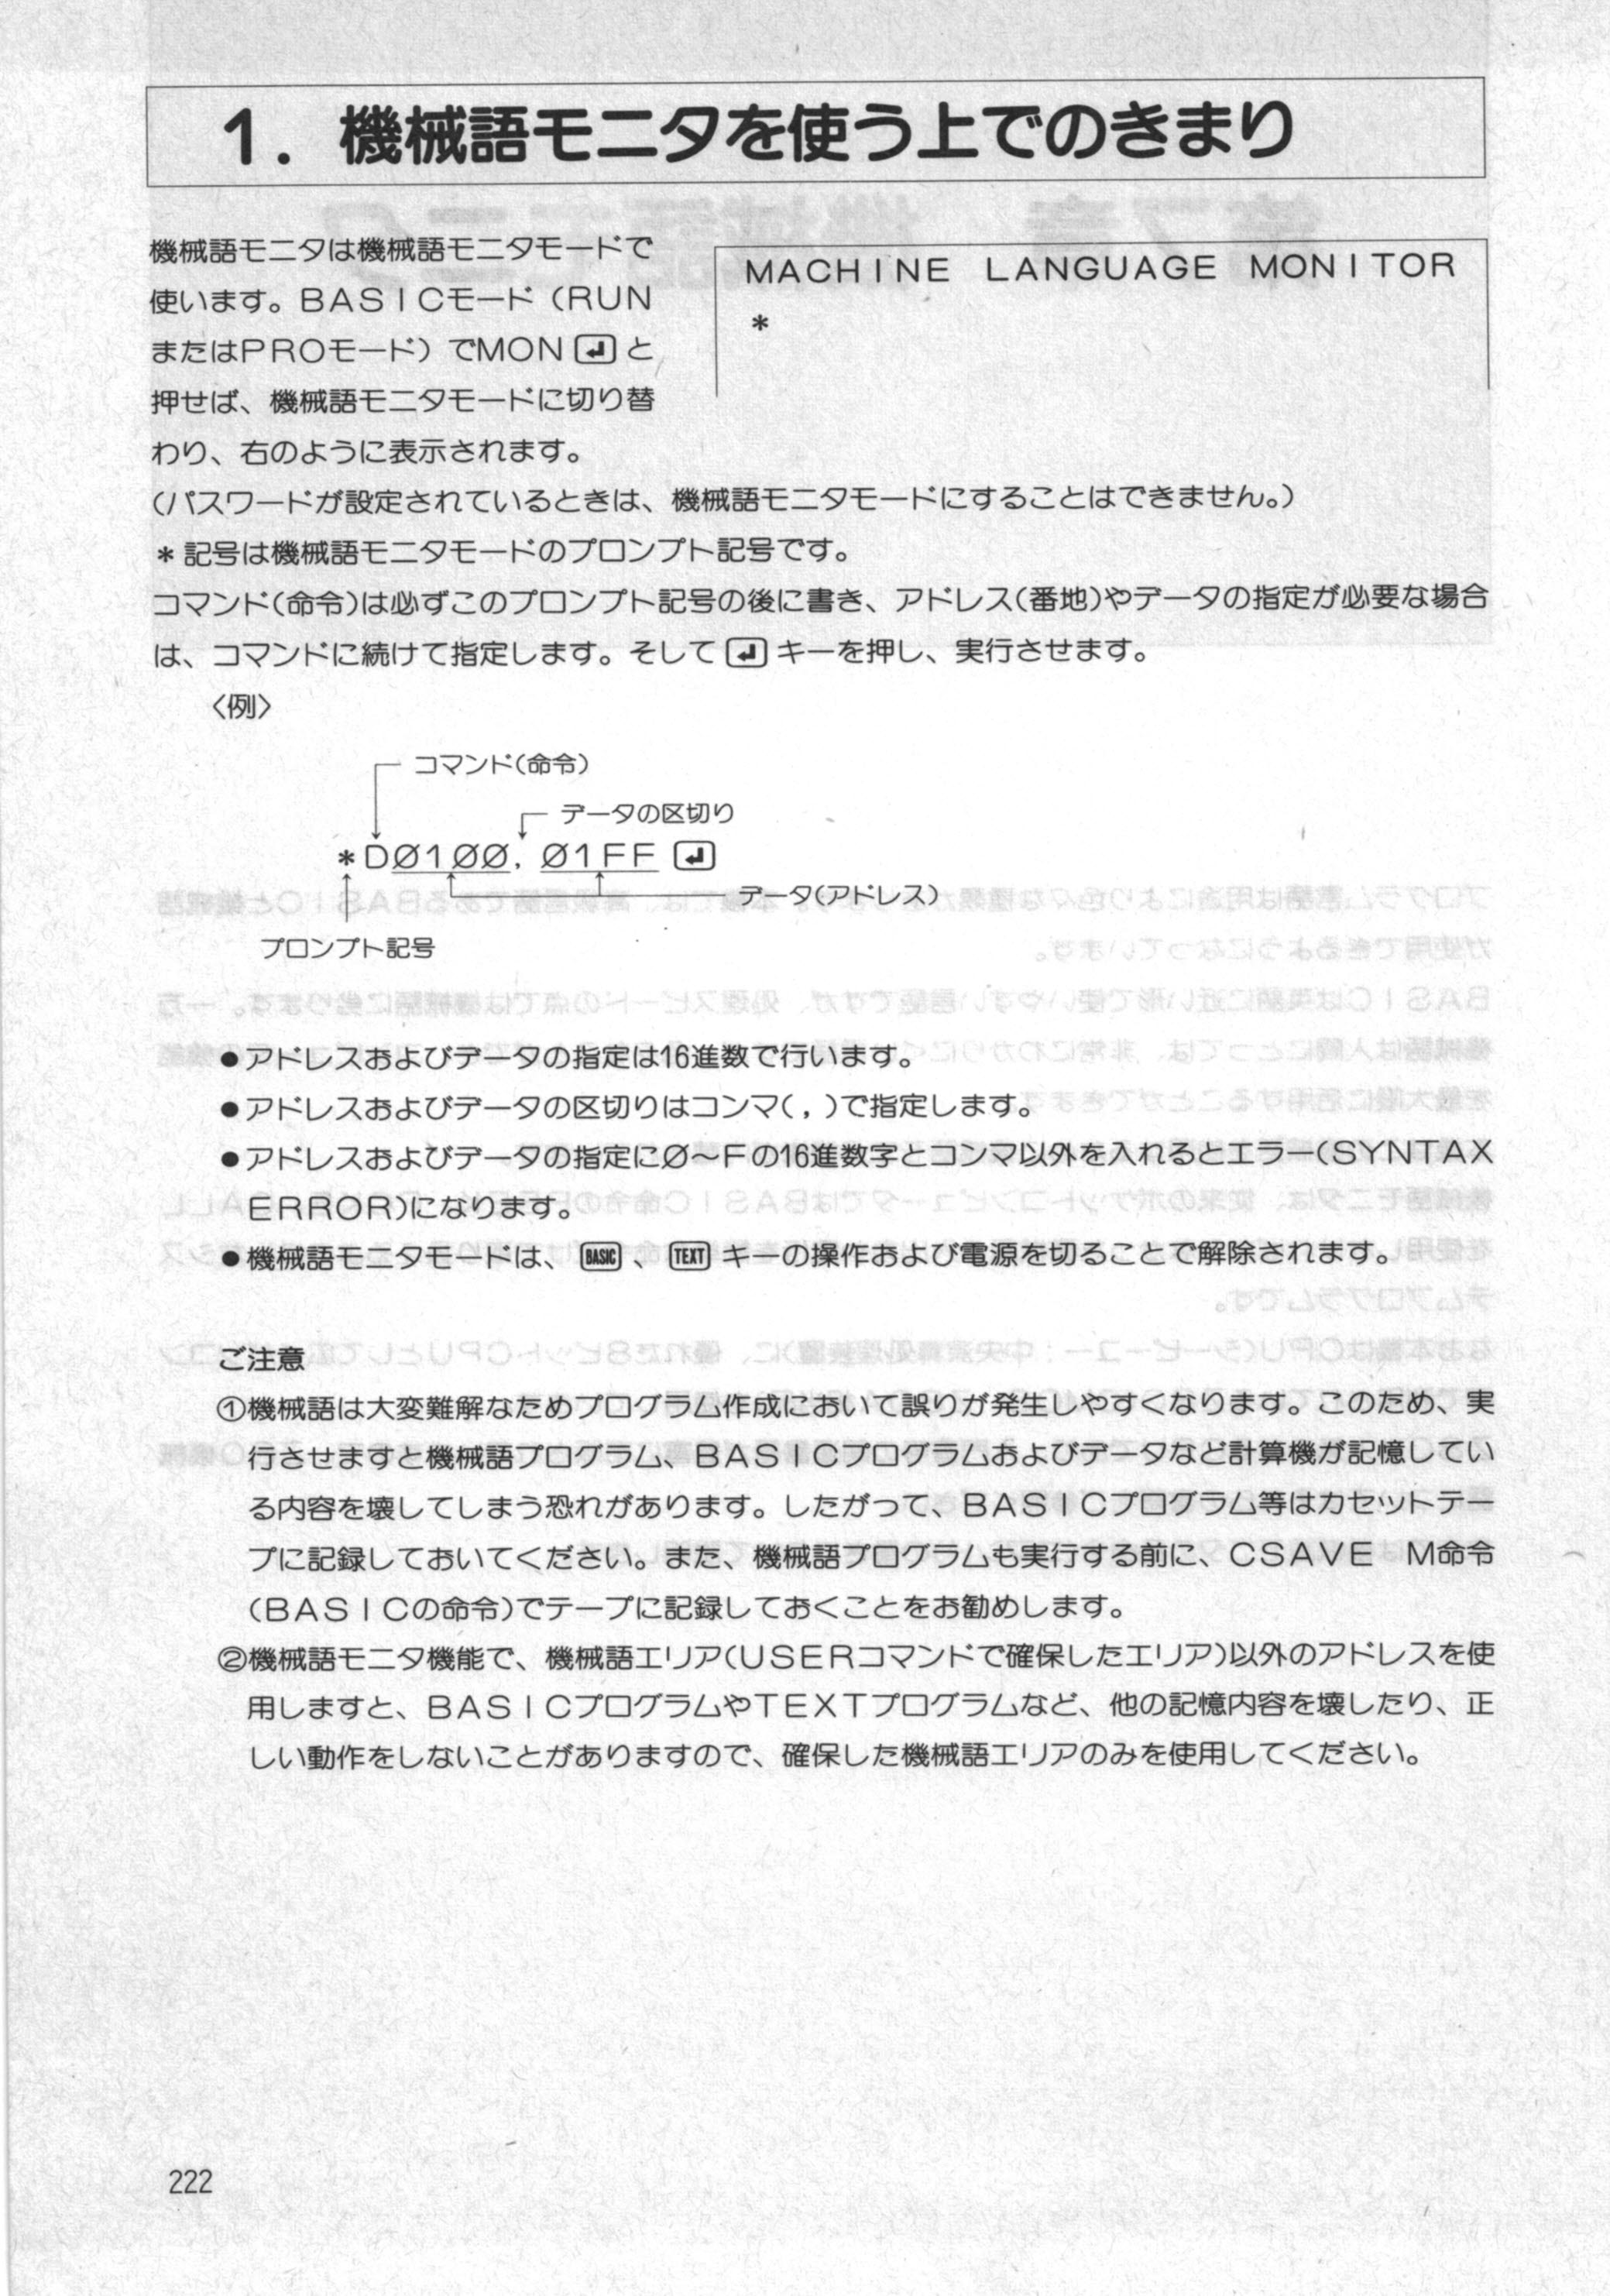 1．機械語モニタを使う上でのきまり
機械語モニタは機械語モニタモードで
使います。ＢＡＳＩＣモード（ＲＵＮ
またはＰＲＯモード）でＭＯＮ ↵ と
押せば、機械語モニタモードに切り替
わり、右のように表示されます。
ＭＡＣＨＩＮＥ　ＬＡＮＧＵＡＧＥ　ＭＯＮＩＴＯＲ
＊
(パスワードが設定されているときは、機械語モニタモードにすることはできません。)
＊記号は機械語モニタモードのプロンプト記号です。
コマンド(命令)は必ずこのプロンプト記号の後に書き、アドレス(番地)やデータの指定が必要な場合
は、コマンドに続けて指定します。そして ↵ キーを押し、実行させます。
〈例〉
コマンド(命令)
データの区切り
＊DØ1ØØ, Ø1FF ↵
データ(アドレス)
プロンプト記号
●アドレスおよびデータの指定は16進数で行います。
●アドレスおよびデータの区切りはコンマ( , )で指定します。
●アドレスおよびデータの指定にØ〜Fの16進数字とコンマ以外を入れるとエラー(ＳＹＮＴＡＸ
ＥＲＲＯＲ)になります。
●機械語モニタモードは、 BASIC 、 TEXT キーの操作および電源を切ることで解除されます。
ご注意
①機械語は大変難解なためプログラム作成において誤りが発生しやすくなります。このため、実
行させますと機械語プログラム、ＢＡＳＩＣプログラムおよびデータなど計算機が記憶してい
る内容を壊してしまう恐れがあります。したがって、ＢＡＳＩＣプログラム等はカセットテー
プに記録しておいてください。また、機械語プログラムも実行する前に、ＣＳＡＶＥ　Ｍ命令
(ＢＡＳＩＣの命令)でテープに記録しておくことをお勧めします。
②機械語モニタ機能で、機械語エリア(ＵＳＥＲコマンドで確保したエリア)以外のアドレスを使
用しますと、ＢＡＳＩＣプログラムやＴＥＸＴプログラムなど、他の記憶内容を壊したり、正
しい動作をしないことがありますので、確保した機械語エリアのみを使用してください。
222